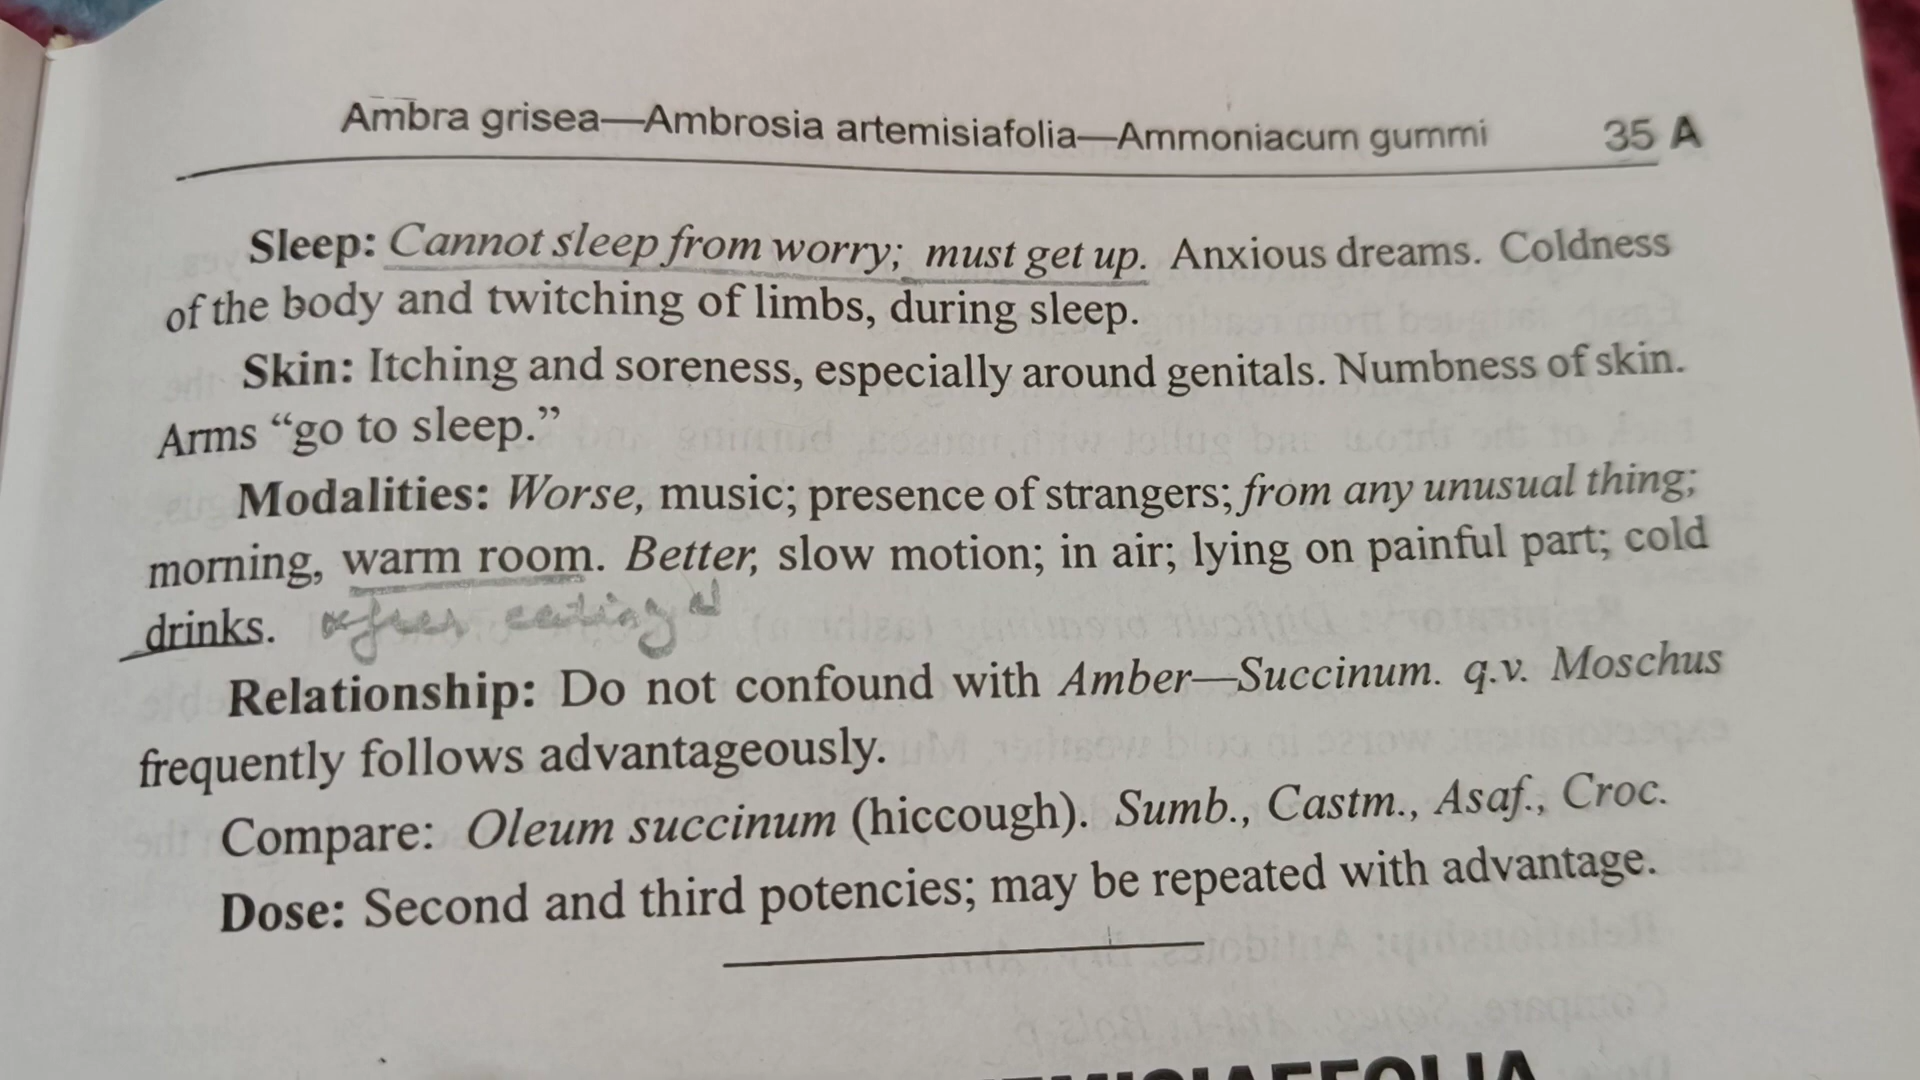 Ambra grisea—Ambrosia artemisiafolia—Ammoniacum gummi 35 A
Sleep: Cannot sleep from worry; must get up. Anxious dreams. Coldness
of the body and twitching of limbs, during sleep.
Skin: Itching and soreness, especially around genitals. Numbness of skin.
Arms “go to sleep.”
Modalities: Worse, music; presence of strangers; from any unusual thing;
morning, warm room. Better, slow motion; in air; lying on painful part; cold
drinks. after eating
Relationship: Do not confound with Amber—Succinum. q.v. Moschus
frequently follows advantageously.
Compare: Oleum succinum (hiccough). Sumb., Castm., Asaf., Croc.
Dose: Second and third potencies; may be repeated with advantage.